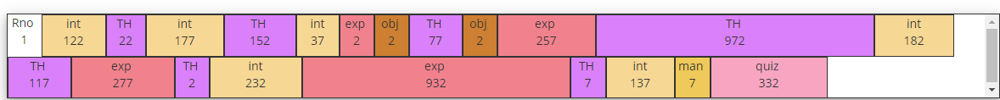 Rno int TH int TH int exp obj TH obj exp TH int
1 122 22 177 152 37 2 2 77 2 257 972 182
TH exp TH int exp TH int man quiz
117 277 2 232 932 7 137 7 332